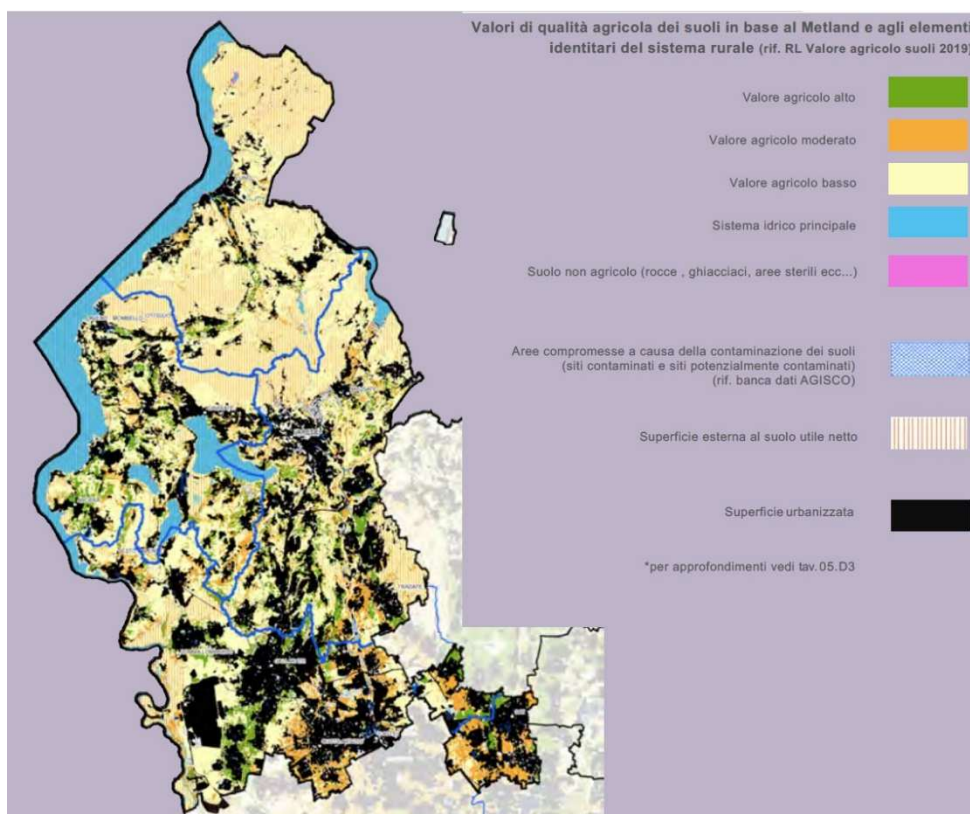 Valori di qualità agricola dei suoli in base al Metland e agli elementi
identitari del sistema rurale (rif. RL Valore agricolo suoli 2019)
Valore agricolo alto
Valore agricolo moderato
Valore agricolo basso
Sistema idrico principale
Suolo non agricolo (rocce , ghiacciaci, aree sterili ecc...)
Aree compromesse a causa della contaminazione dei suoli
(siti contaminati e siti potenzialmente contaminati)
(rif. banca dati AGISCO)
Superficie esterna al suolo utile netto
Superficie urbanizzata
*per approfondimenti vedi tav.05.D3